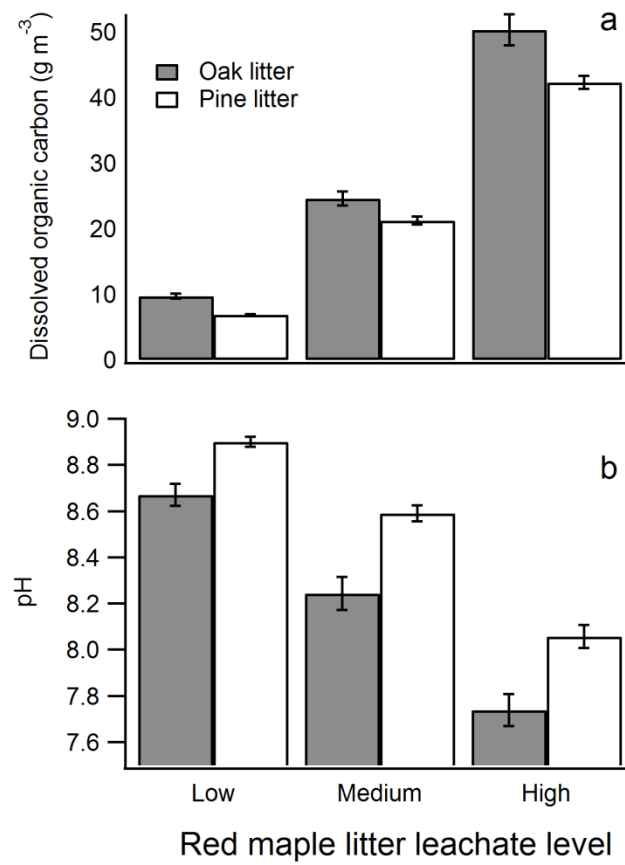 Dissolved organic carbon (g m⁻³)
50
40
30
20
10
0
a
Oak litter
Pine litter
pH
9.0
8.8
8.6
8.4
8.2
8.0
7.8
7.6
b
Low Medium High
Red maple litter leachate level